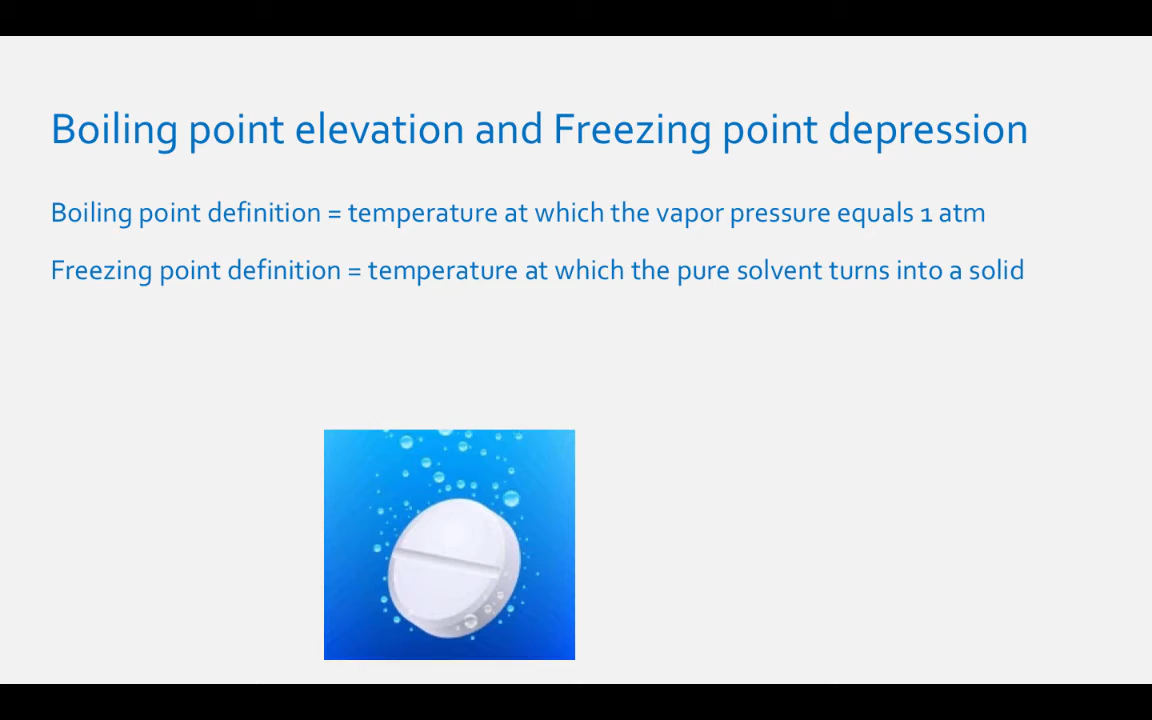 Boiling point elevation and Freezing point depression
Boiling point definition = temperature at which the vapor pressure equals 1 atm
Freezing point definition = temperature at which the pure solvent turns into a solid